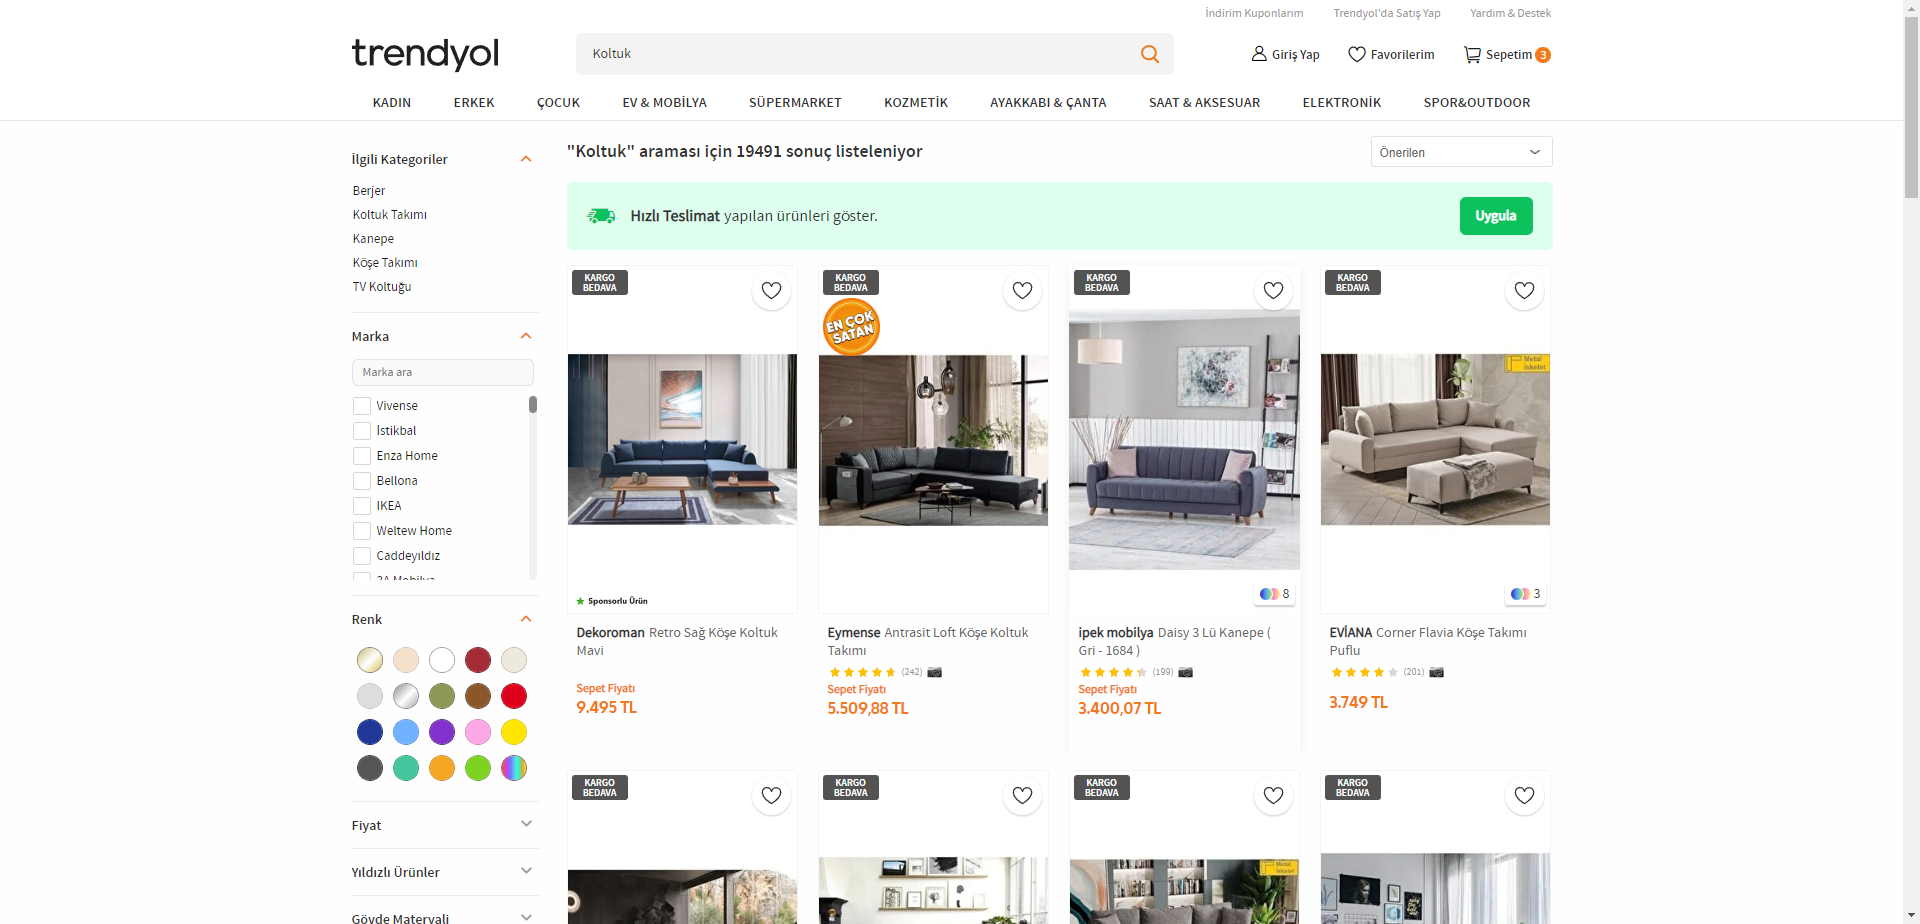 İndirim Kuponlarım
Trendyol'da Satış Yap
Yardım & Destek
trendyol
Koltuk
Giriş Yap
Favorilerim
Sepetim 3
KADIN
ERKEK
ÇOCUK
EV & MOBİLYA
SÜPERMARKET
KOZMETİK
AYAKKABI & ÇANTA
SAAT & AKSESUAR
ELEKTRONİK
SPOR&OUTDOOR
İlgili Kategoriler
Berjer
Koltuk Takımı
Kanepe
Köşe Takımı
TV Koltuğu
Marka
Marka ara
Vivense
İstikbal
Enza Home
Bellona
IKEA
Weltew Home
Caddeyıldız
3A Mobilya
Renk
Fiyat
Yıldızlı Ürünler
Gövde Materyali
"Koltuk" araması için 19491 sonuç listeleniyor
Önerilen
Hızlı Teslimat yapılan ürünleri göster.
Uygula
KARGO
BEDAVA
Sponsorlu Ürün
Dekoroman Retro Sağ Köşe Koltuk
Mavi
Sepet Fiyatı
9.495 TL
KARGO
BEDAVA
EN ÇOK
SATAN
Eymense Antrasit Loft Köşe Koltuk
Takımı
(242)
Sepet Fiyatı
5.509,88 TL
KARGO
BEDAVA
8
ipek mobilya Daisy 3 Lü Kanepe (
Gri - 1684 )
(199)
Sepet Fiyatı
3.400,07 TL
KARGO
BEDAVA
Metal
İskelet
3
EVİANA Corner Flavia Köşe Takımı
Puflu
(201)
3.749 TL
KARGO
BEDAVA
KARGO
BEDAVA
KARGO
BEDAVA
Metal
İskelet
KARGO
BEDAVA